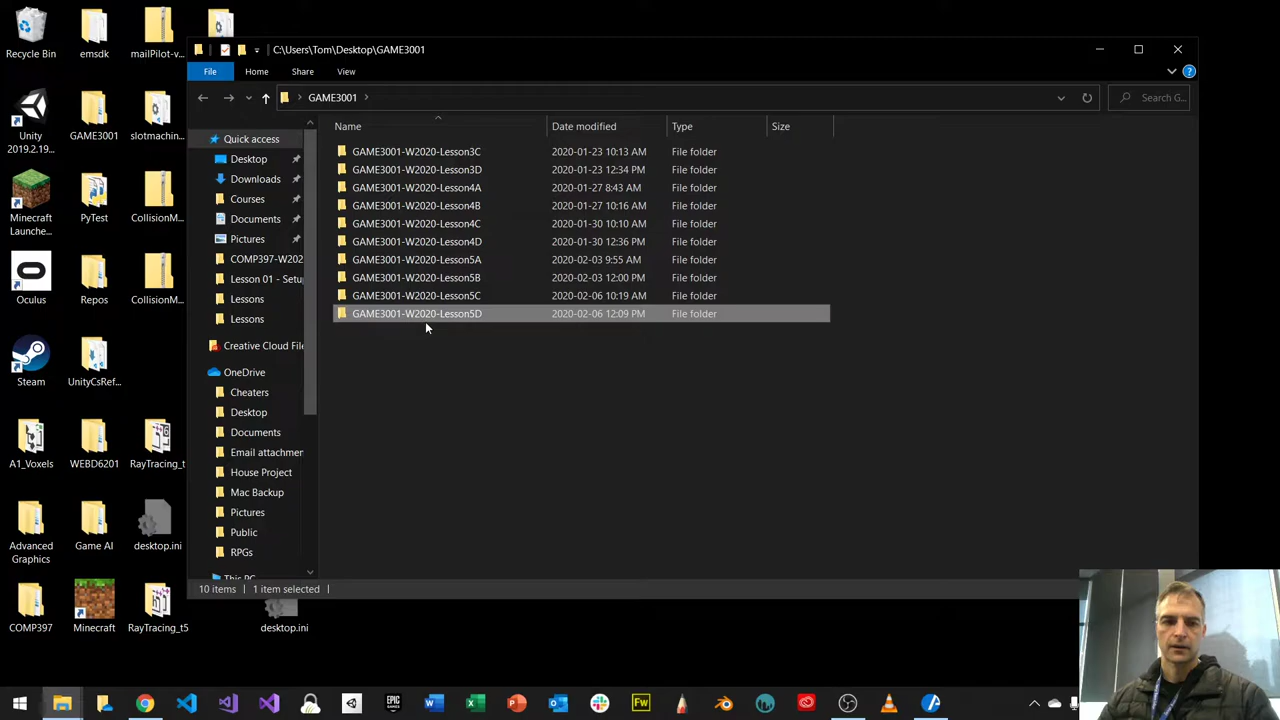 Recycle Bin
emsdk
mailPilot-v...
Unity
2019.2.19...
GAME3001
slotmachin...
Minecraft
Launche...
PyTest
CollisionM...
Oculus
Repos
CollisionM...
Steam
UnityCsRef...
A1_Voxels
WEBD6201
RayTracing_t
Advanced
Graphics
Game AI
desktop.ini
COMP397
Minecraft
RayTracing_t5
desktop.ini
C:\Users\Tom\Desktop\GAME3001
File
Home
Share
View
GAME3001
Search G...
Quick access
Desktop
Downloads
Courses
Documents
Pictures
COMP397-W202
Lesson 01 - Setu
Lessons
Lessons
Creative Cloud File
OneDrive
Cheaters
Desktop
Documents
Email attachmen
House Project
Mac Backup
Pictures
Public
RPGs
This PC
Name Date modified Type Size
GAME3001-W2020-Lesson3C 2020-01-23 10:13 AM File folder
GAME3001-W2020-Lesson3D 2020-01-23 12:34 PM File folder
GAME3001-W2020-Lesson4A 2020-01-27 8:43 AM File folder
GAME3001-W2020-Lesson4B 2020-01-27 10:16 AM File folder
GAME3001-W2020-Lesson4C 2020-01-30 10:10 AM File folder
GAME3001-W2020-Lesson4D 2020-01-30 12:36 PM File folder
GAME3001-W2020-Lesson5A 2020-02-03 9:55 AM File folder
GAME3001-W2020-Lesson5B 2020-02-03 12:00 PM File folder
GAME3001-W2020-Lesson5C 2020-02-06 10:19 AM File folder
GAME3001-W2020-Lesson5D 2020-02-06 12:09 PM File folder
10 items
1 item selected
EPIC
GAMES
Fw